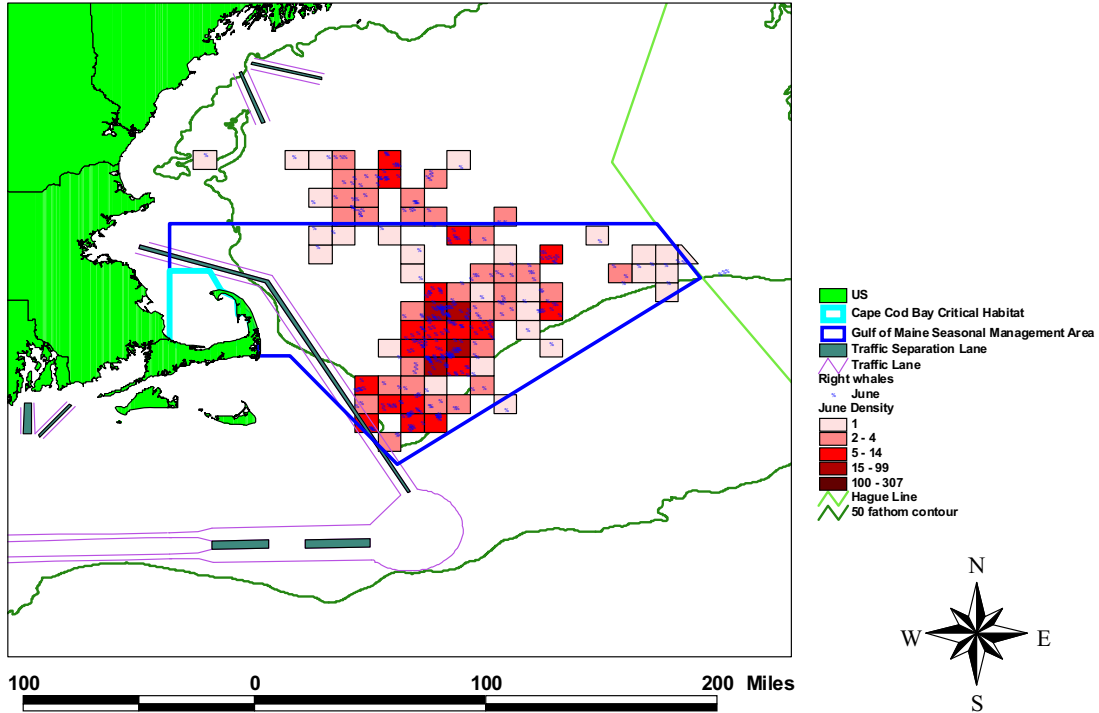 US
Cape Cod Bay Critical Habitat
Gulf of Maine Seasonal Management Area
Traffic Separation Lane
Traffic Lane
Right whales
June
June Density
1
2 - 4
5 - 14
15 - 99
100 - 307
Hague Line
50 fathom contour
N
W E
S
100 0 100 200 Miles